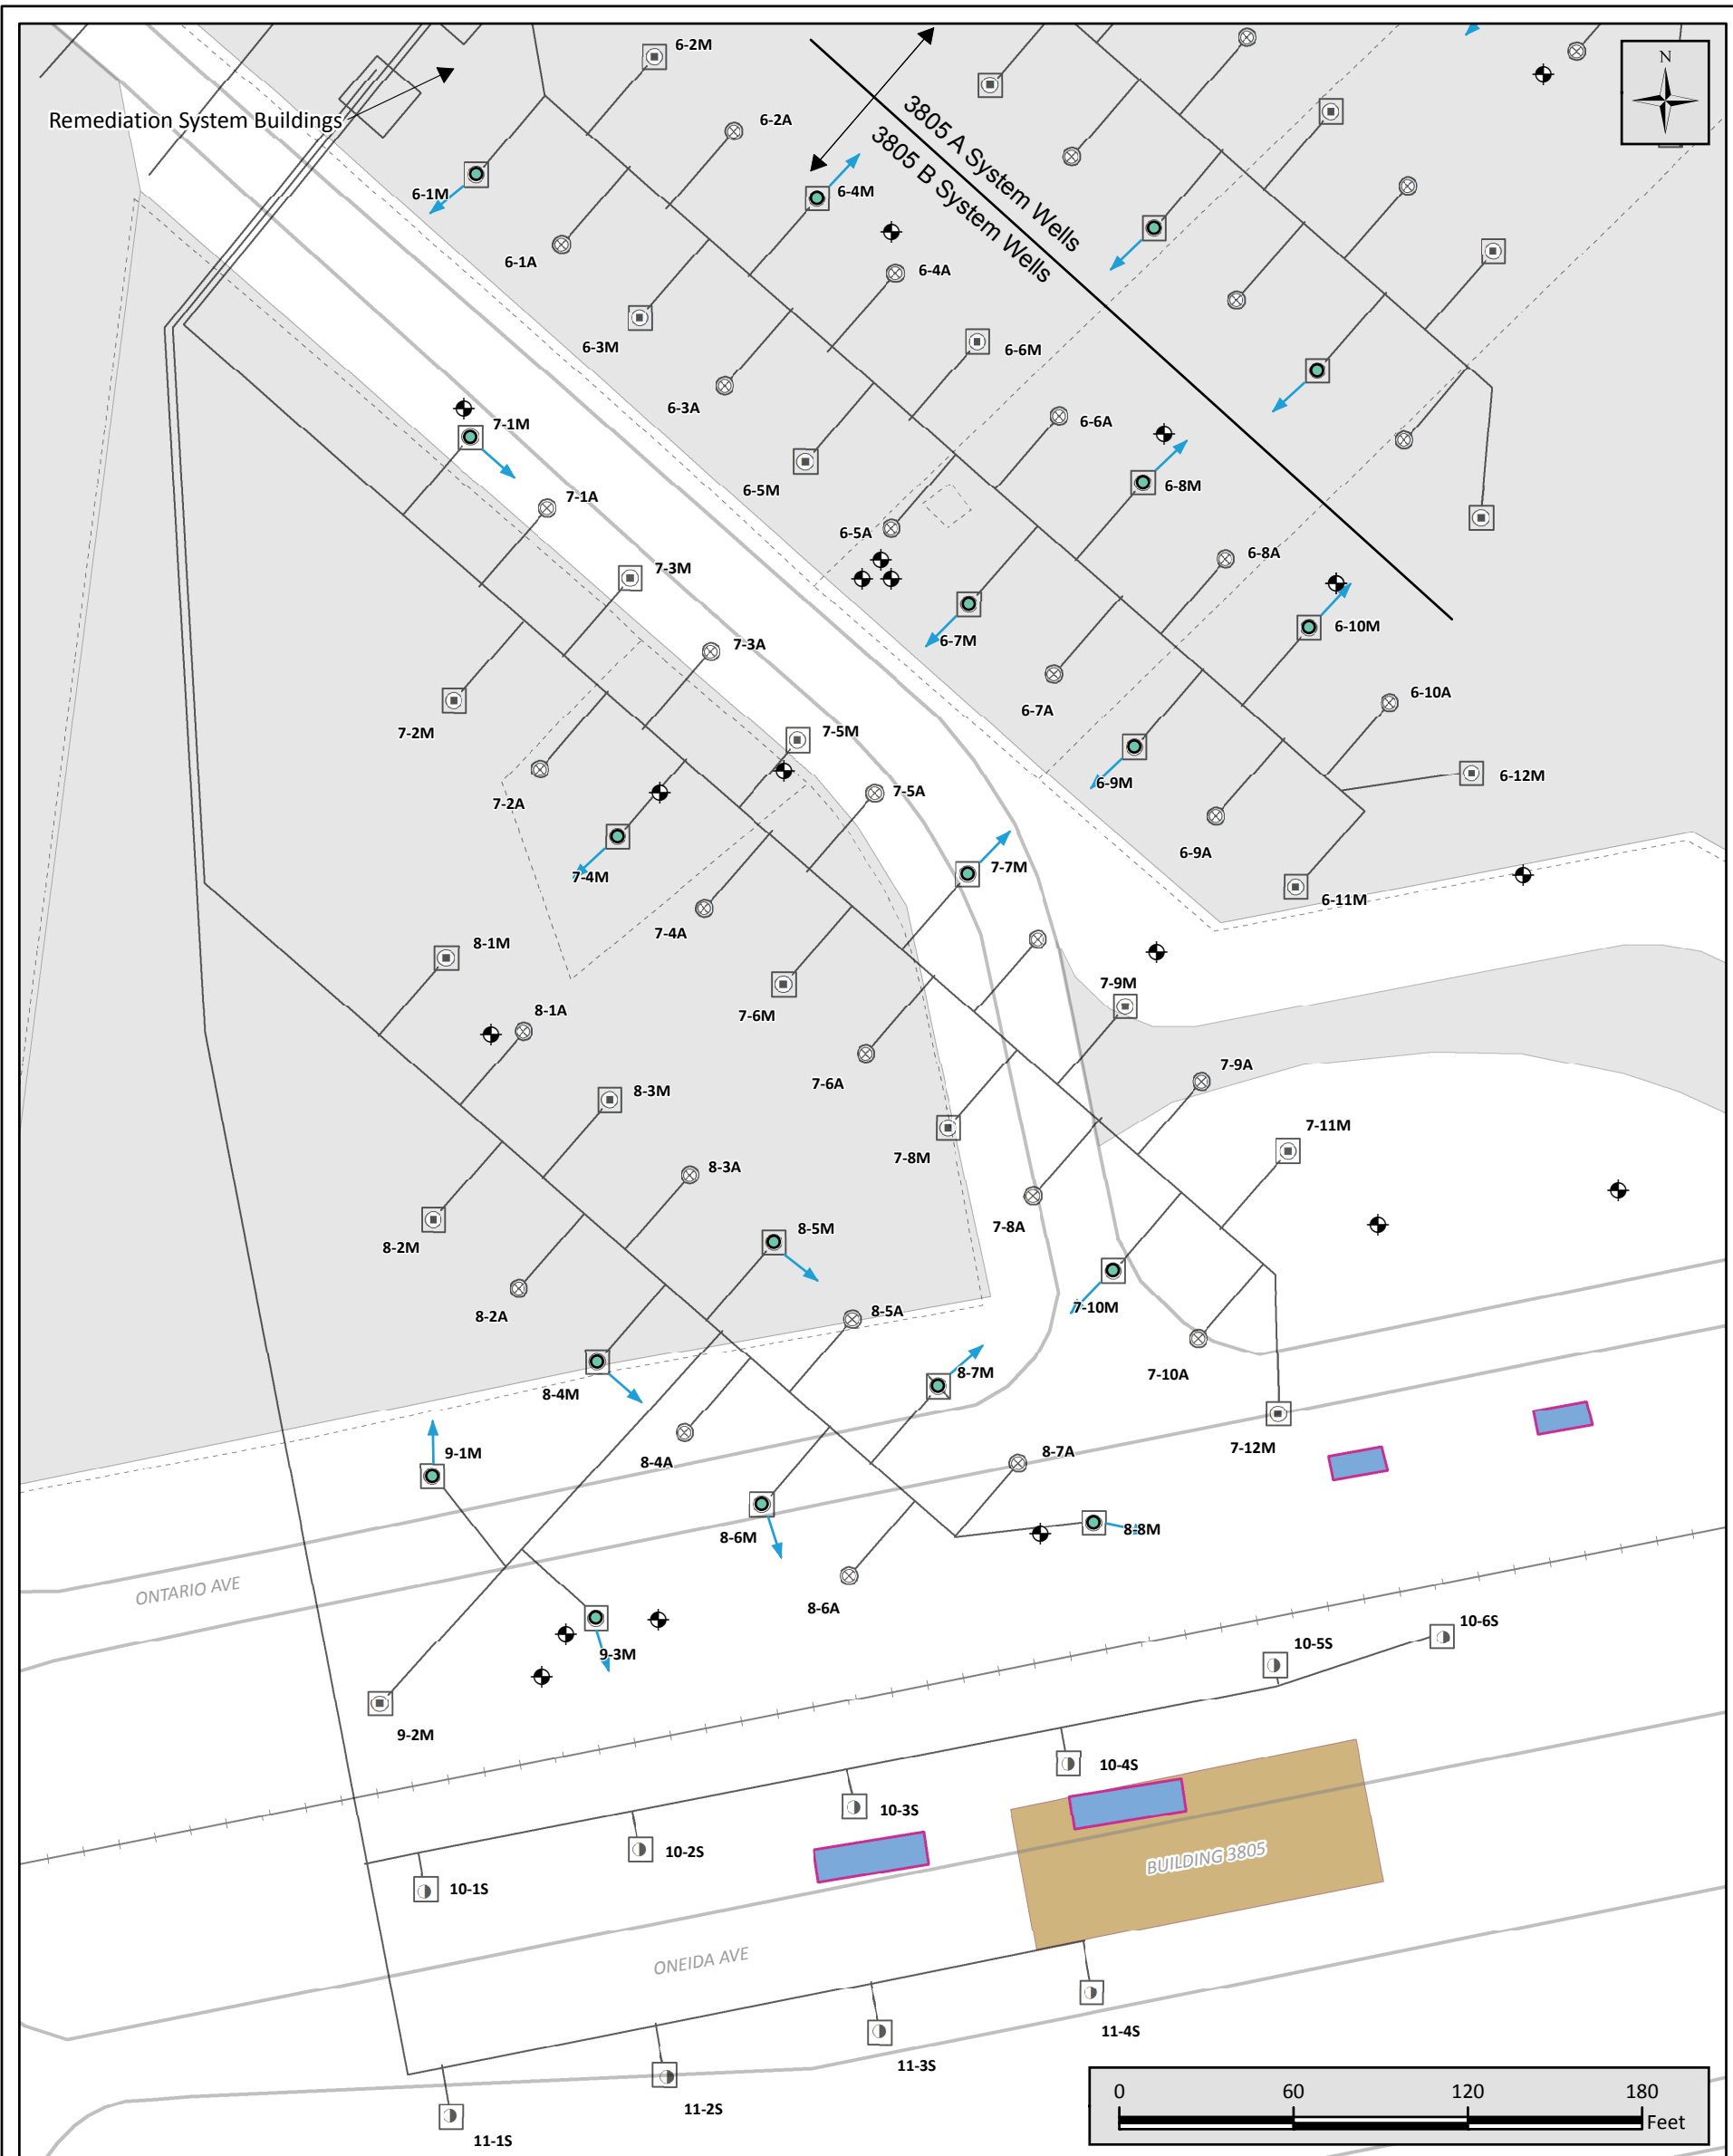 6-2M
N
Remediation System Buildings
6-2A
3805 A System Wells
3805 B System Wells
6-1M
6-4M
6-1A
6-4A
6-3M
6-6M
6-3A
7-1M
6-6A
6-5M
6-8M
7-1A
6-5A
6-8A
7-3M
6-10M
6-7M
7-3A
6-10A
6-7A
7-2M
7-5M
6-12M
6-9M
7-5A
7-2A
6-9A
7-7M
7-4M
6-11M
7-4A
8-1M
7-9M
8-1A
7-6M
7-9A
7-6A
8-3M
7-11M
7-8M
8-3A
7-8A
8-5M
8-2M
7-10M
8-5A
8-2A
8-7M
7-10A
8-4M
7-12M
9-1M
8-7A
8-4A
8-8M
8-6M
ONTARIO AVE
8-6A
10-6S
10-5S
9-3M
9-2M
10-4S
10-3S
10-2S
BUILDING 3805
10-1S
ONEIDA AVE
11-4S
11-3S
11-2S
11-1S
0 60 120 180
Feet